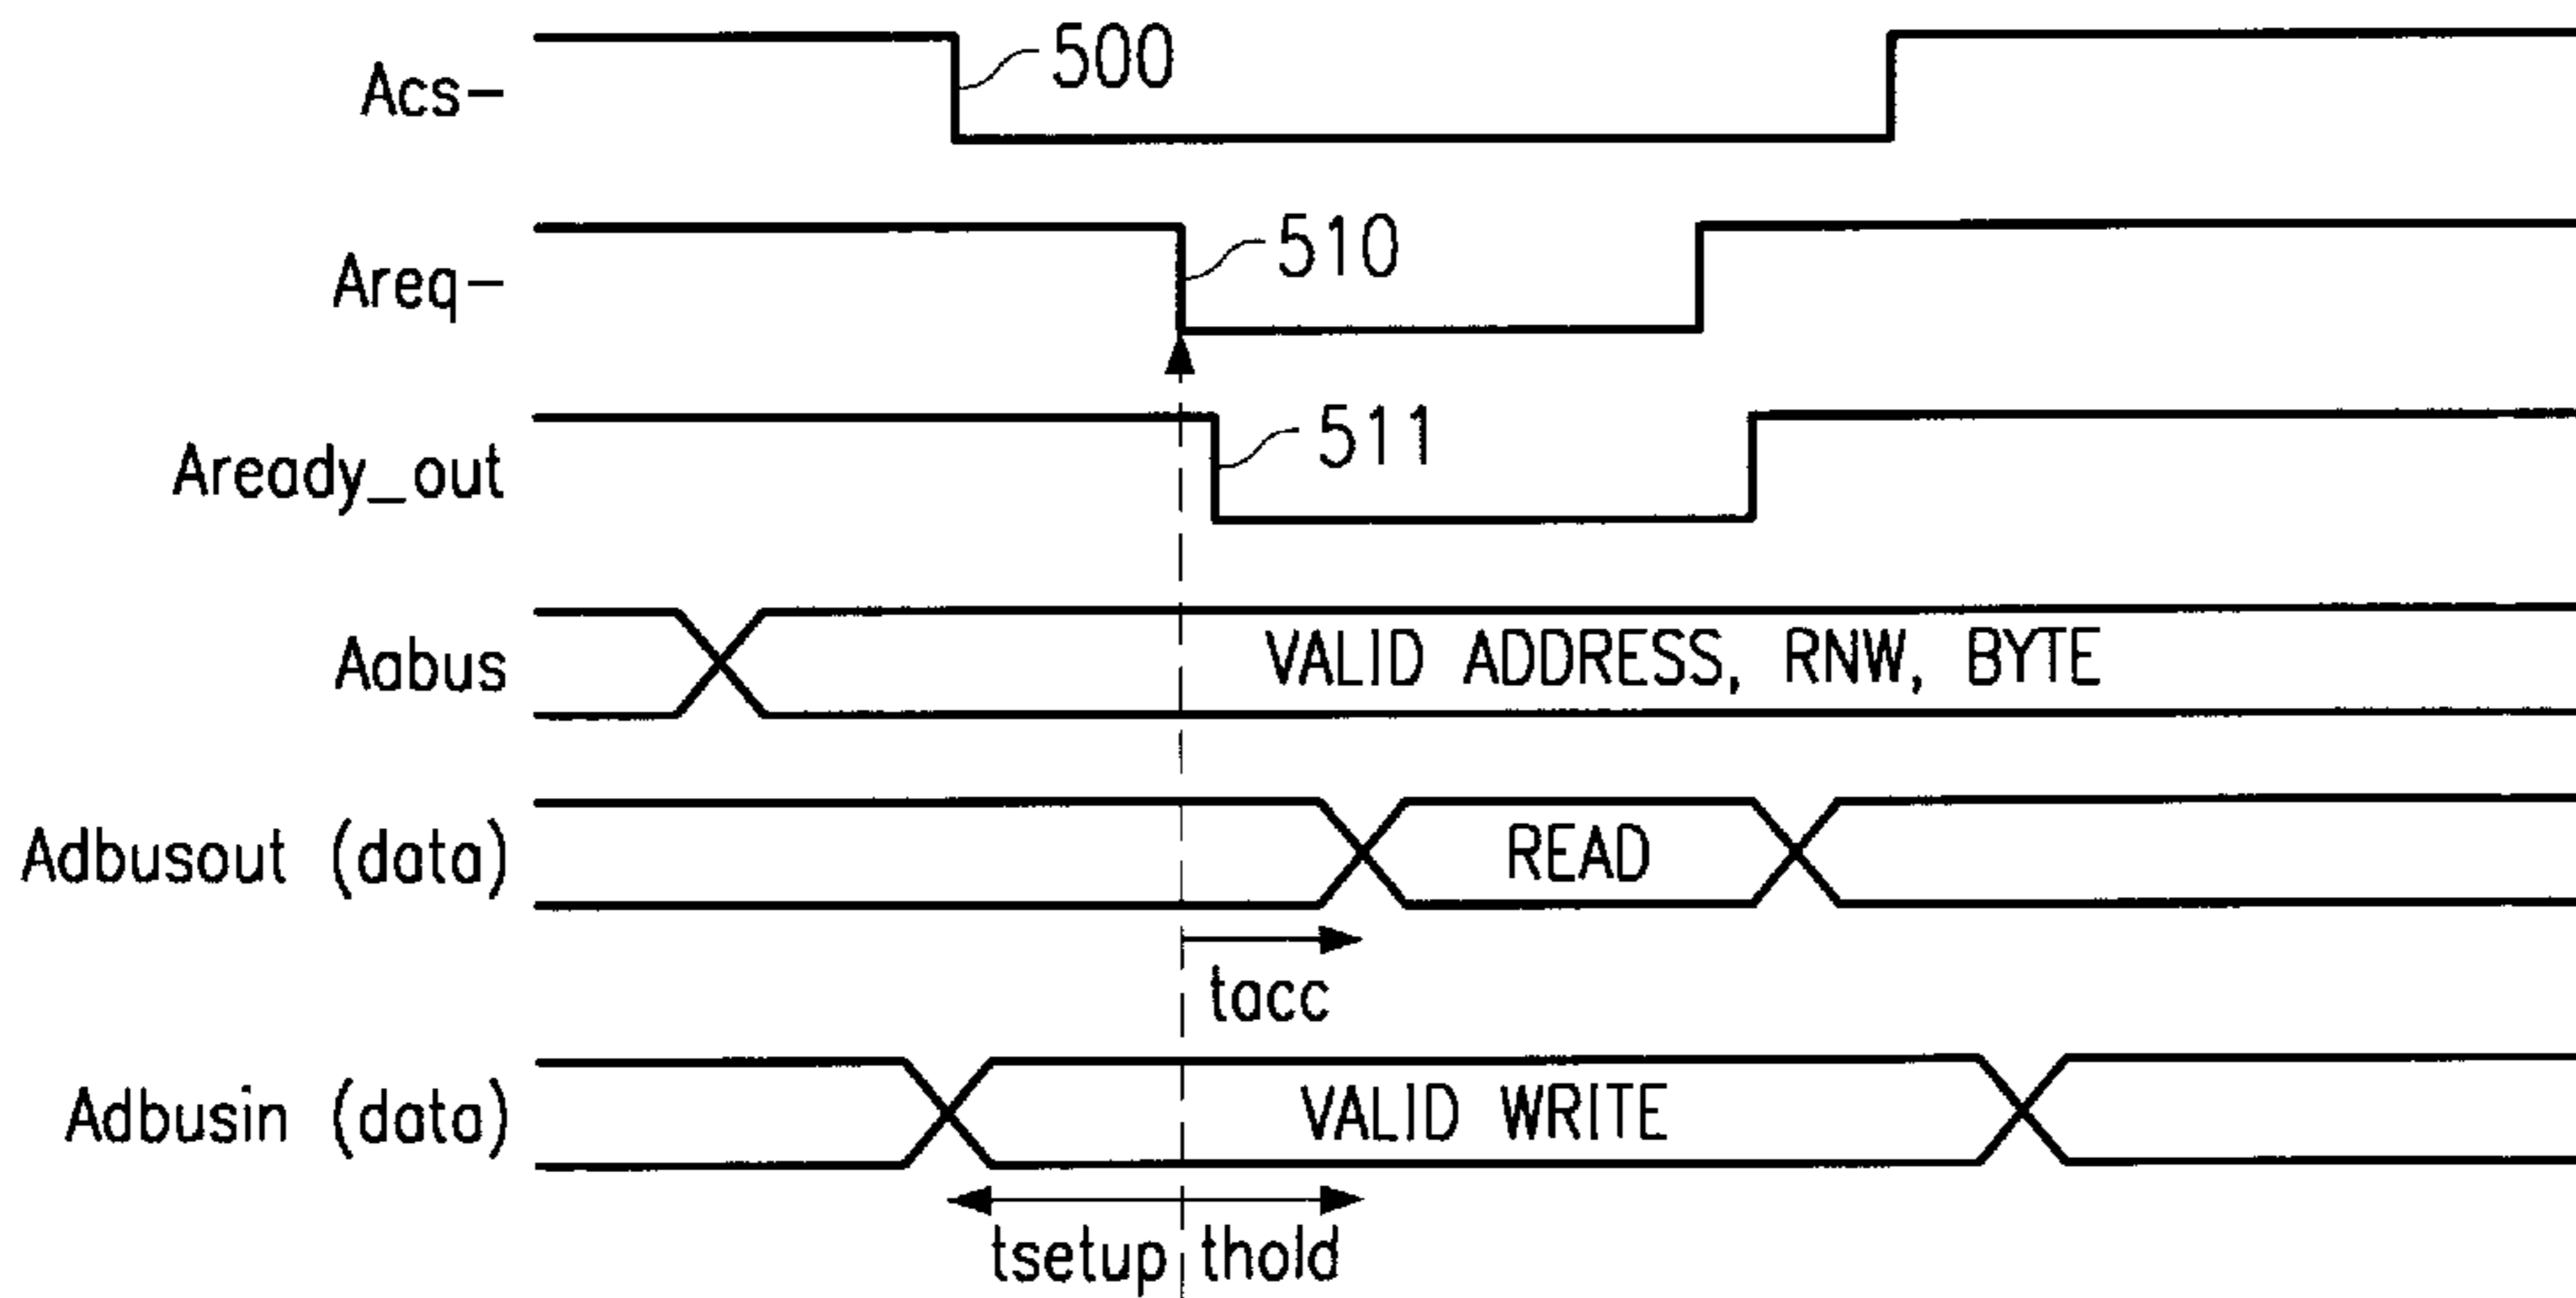 Acs-
500
Areq-
510
Aready_out
511
Aabus
VALID ADDRESS, RNW, BYTE
Adbusout (data)
READ
tacc
Adbusin (data)
VALID WRITE
tsetup
thold